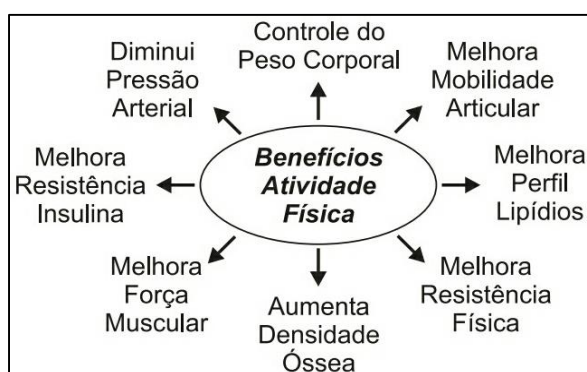 Controle do
Peso Corporal
Melhora
Mobilidade
Articular
Melhora
Perfil
Lipídios
Melhora
Resistência
Física
Aumenta
Densidade
Óssea
Melhora
Força
Muscular
Melhora
Resistência
Insulina
Diminui
Pressão
Arterial
Benefícios
Atividade
Física